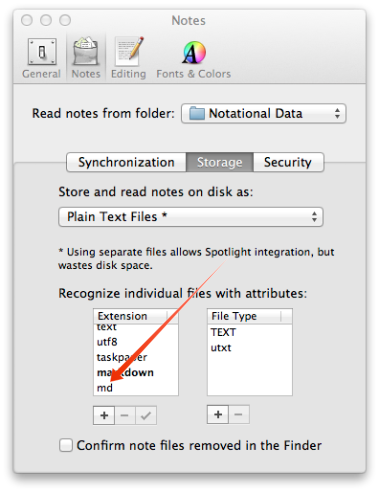 Notes
General Notes Editing Fonts & Colors
Read notes from folder: Notational Data
Synchronization Storage Security
Store and read notes on disk as:
Plain Text Files *
* Using separate files allows Spotlight integration, but
wastes disk space.
Recognize individual files with attributes:
Extension File Type
text TEXT
utf8 utxt
taskpaper
markdown
md
Confirm note files removed in the Finder